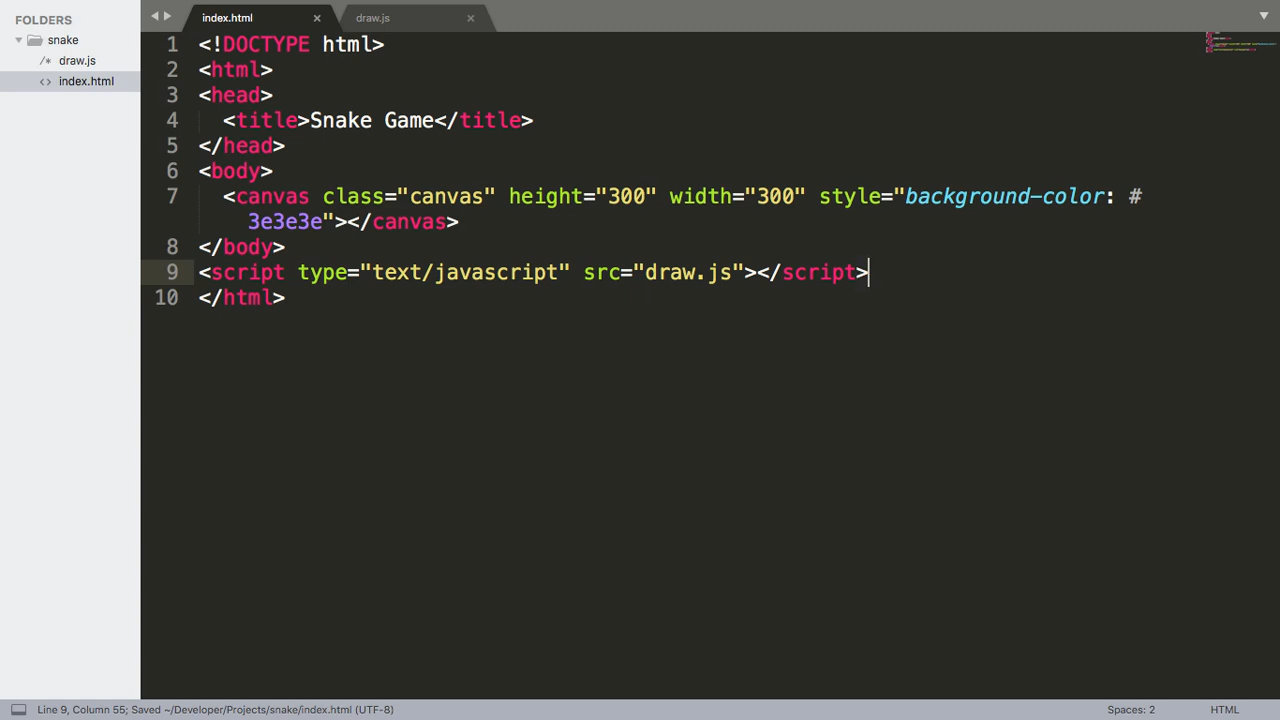 FOLDERS
snake
/* draw.js
<> index.html
index.html ×
draw.js ×
1 <!DOCTYPE html>
2 <html>
3 <head>
4 <title>Snake Game</title>
5 </head>
6 <body>
7 <canvas class="canvas" height="300" width="300" style="background-color: #
3e3e3e"></canvas>
8 </body>
9 <script type="text/javascript" src="draw.js"></script>
10 </html>
Line 9, Column 55; Saved ~/Developer/Projects/snake/index.html (UTF-8)
Spaces: 2
HTML